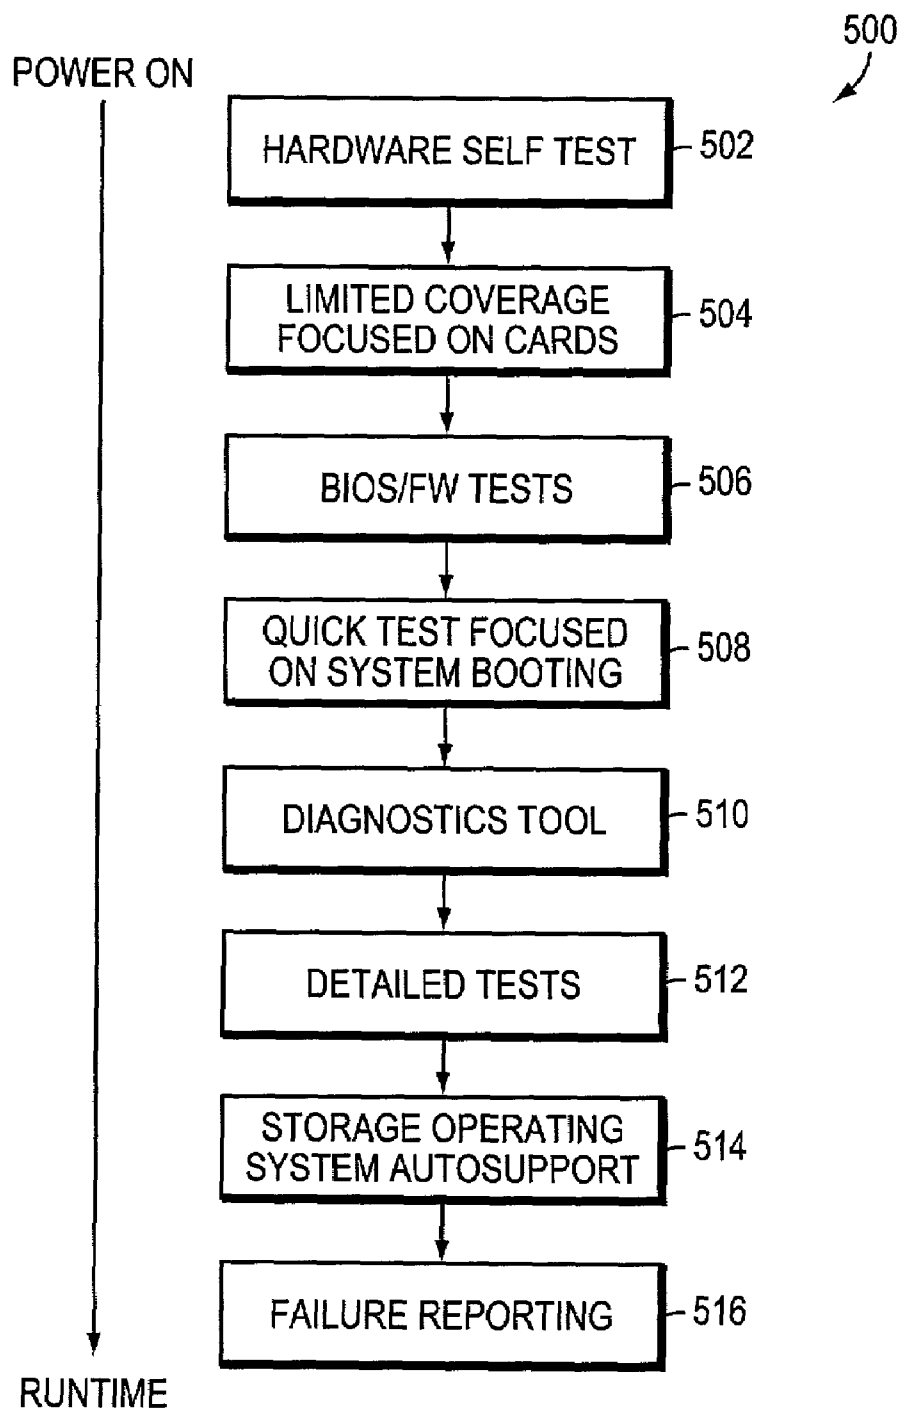 500
POWER ON
HARDWARE SELF TEST
502
LIMITED COVERAGE
FOCUSED ON CARDS
504
BIOS/FW TESTS
506
QUICK TEST FOCUSED
ON SYSTEM BOOTING
508
DIAGNOSTICS TOOL
510
DETAILED TESTS
512
STORAGE OPERATING
SYSTEM AUTOSUPPORT
514
FAILURE REPORTING
516
RUNTIME